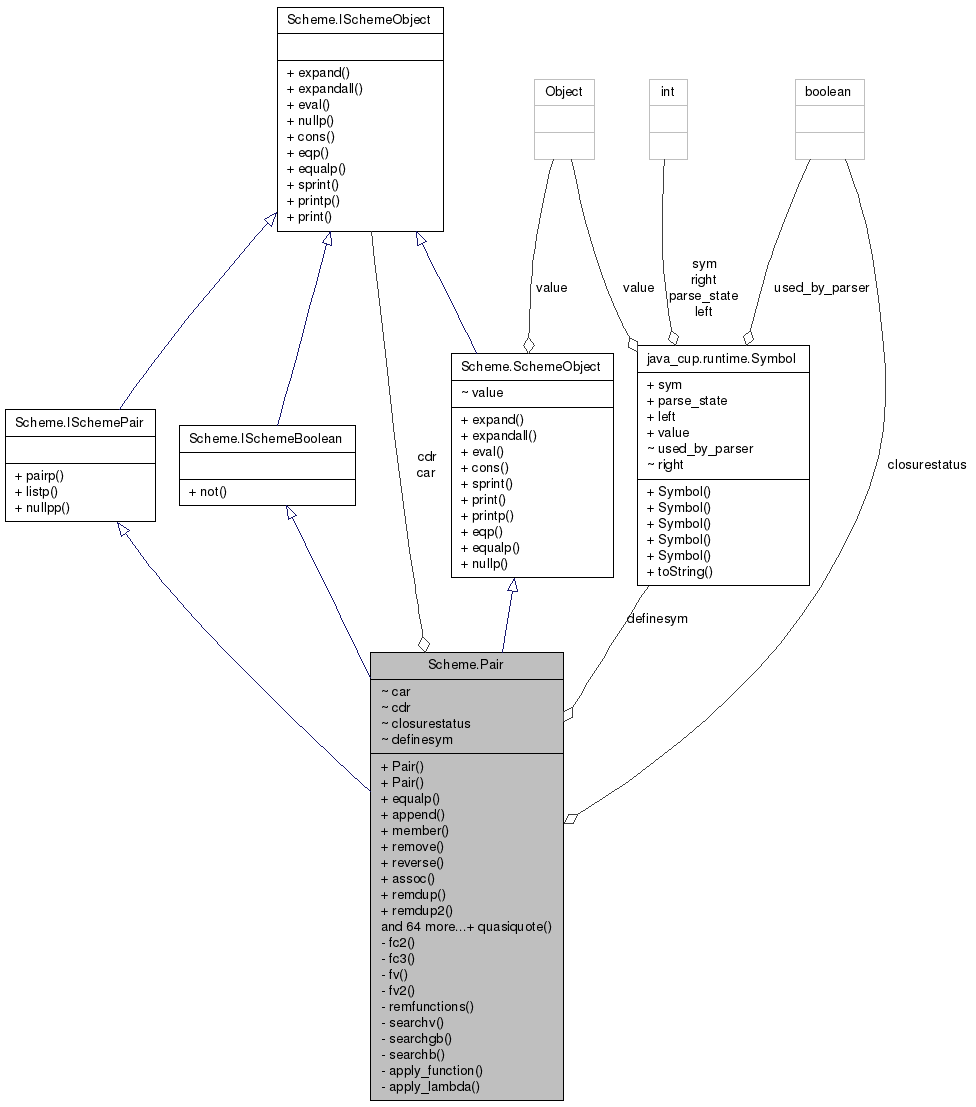 Scheme.ISchemeObject
+ expand()
+ expandall()
+ eval()
+ nullp()
+ cons()
+ eqp()
+ equalp()
+ sprint()
+ printp()
+ print()
Object
int
boolean
value
value
sym
right
parse_state
left
used_by_parser
Scheme.ISchemePair
+ pairp()
+ listp()
+ nullpp()
Scheme.ISchemeBoolean
+ not()
cdr
car
Scheme.SchemeObject
~ value
+ expand()
+ expandall()
+ eval()
+ cons()
+ sprint()
+ print()
+ printp()
+ eqp()
+ equalp()
+ nullp()
java_cup.runtime.Symbol
+ sym
+ parse_state
+ left
+ value
~ used_by_parser
~ right
+ Symbol()
+ Symbol()
+ Symbol()
+ Symbol()
+ Symbol()
+ toString()
closurestatus
definesym
Scheme.Pair
~ car
~ cdr
~ closurestatus
~ definesym
+ Pair()
+ Pair()
+ equalp()
+ append()
+ member()
+ remove()
+ reverse()
+ assoc()
+ remdup()
+ remdup2()
and 64 more...+ quasiquote()
- fc2()
- fc3()
- fv()
- fv2()
- remfunctions()
- searchv()
- searchgb()
- searchb()
- apply_function()
- apply_lambda()